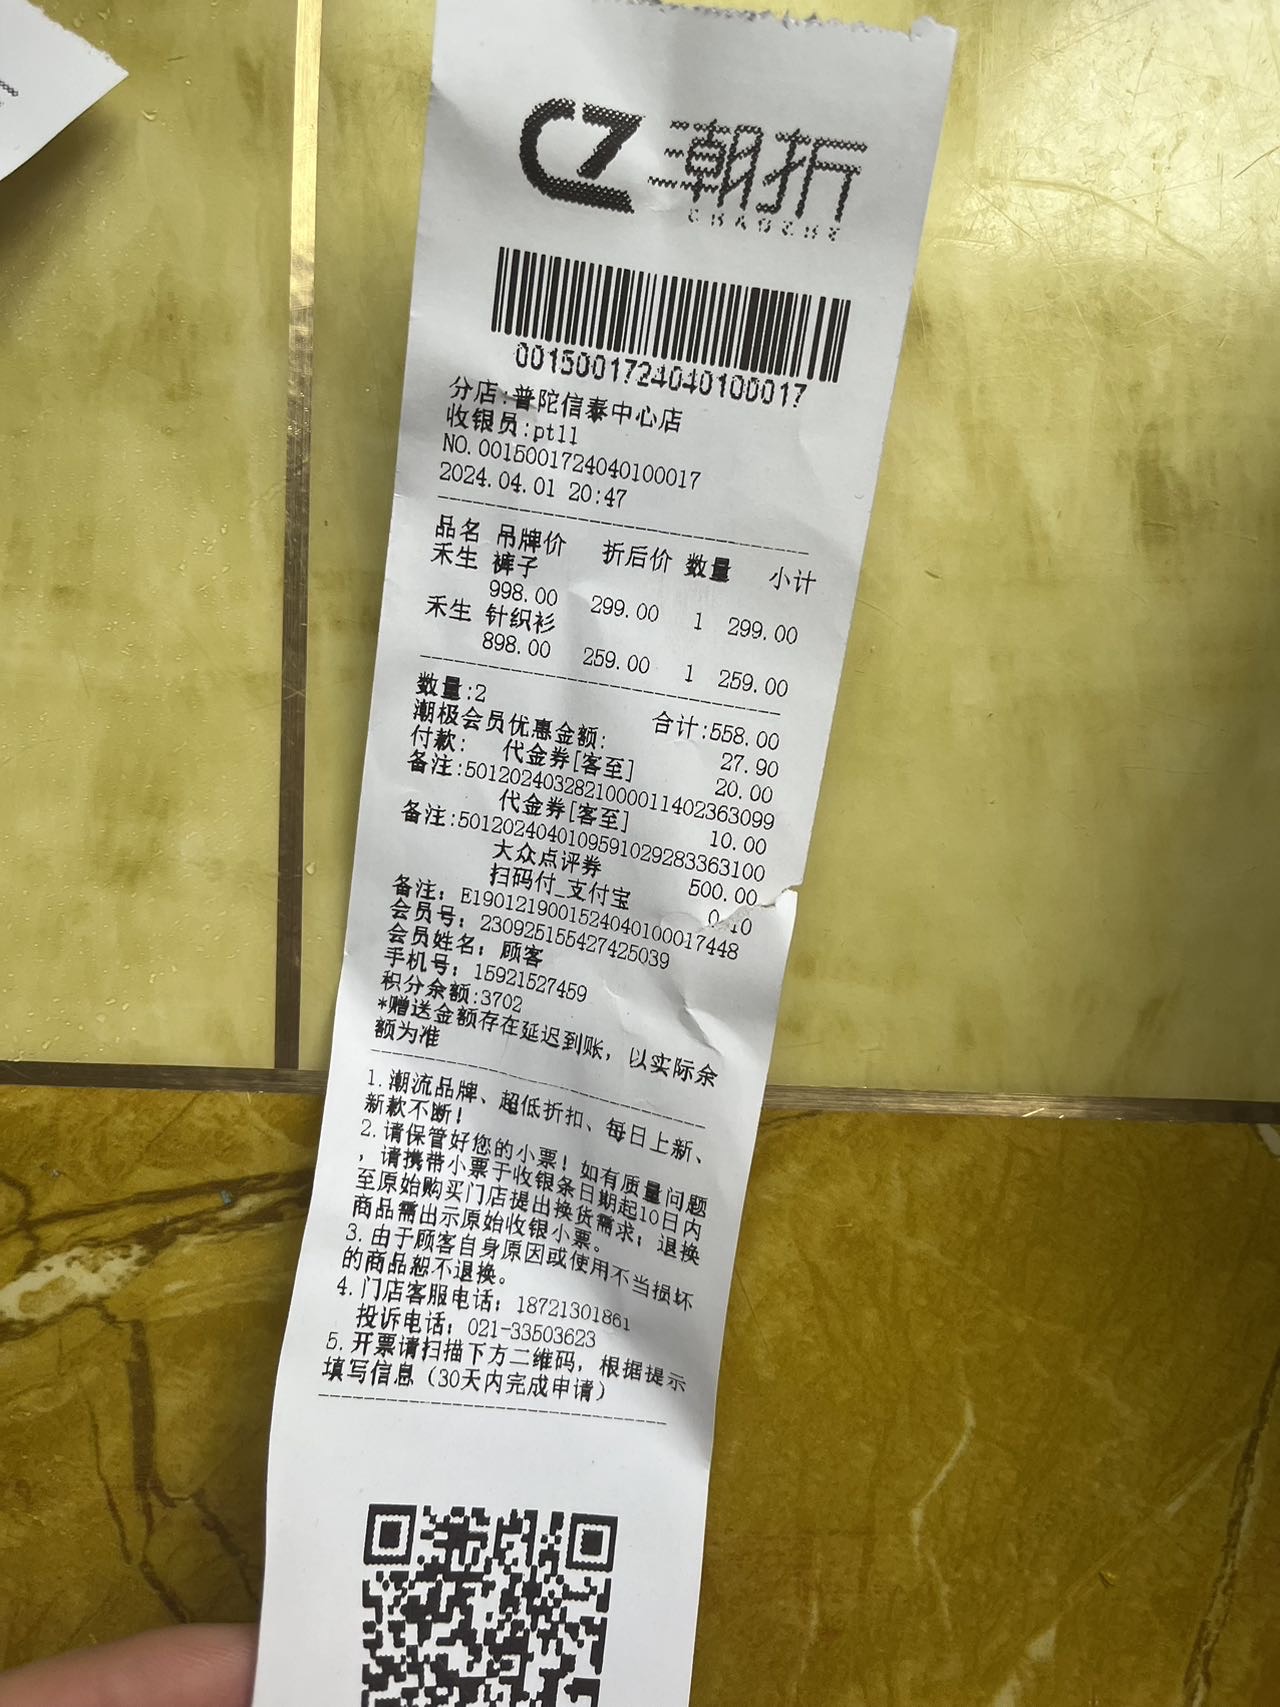 CZ 潮折
CHAOZHE
0015001724040100017
分店:普陀信泰中心店
收银员:pt11
NO.0015001724040100017
2024.04.01 20:47
品名 吊牌价 折后价 数量 小计
禾生 裤子
998.00 299.00 1 299.00
禾生 针织衫
898.00 259.00 1 259.00
数量:2 合计:558.00
潮极会员优惠金额: 27.90
付款: 代金券[客至] 20.00
备注:5012024032821000011402363099
代金券[客至] 10.00
备注:5012024040109591029283363100
大众点评券 500.00
扫码付_支付宝 0.10
备注: E1901219001524040100017448
会员号: 230925155427425039
会员姓名: 顾客
手机号: 15921527459
积分余额:3702
*赠送金额存在延迟到账, 以实际余
额为准
1.潮流品牌、超低折扣、每日上新、
新款不断!
2.请保管好您的小票! 如有质量问题
, 请携带小票于收银条日期起10日内
至原始购买门店提出换货需求; 退换
商品需出示原始收银小票。
3.由于顾客自身原因或使用不当损坏
的商品恕不退换。
4.门店客服电话: 18721301861
投诉电话: 021-33503623
5.开票请扫描下方二维码, 根据提示
填写信息 (30天内完成申请)